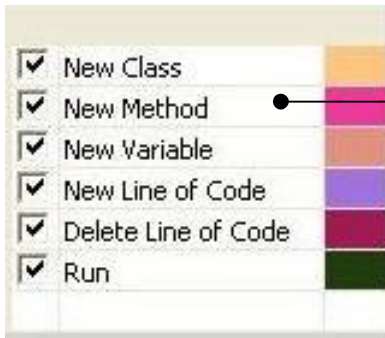 New Class
New Method
New Variable
New Line of Code
Delete Line of Code
Run